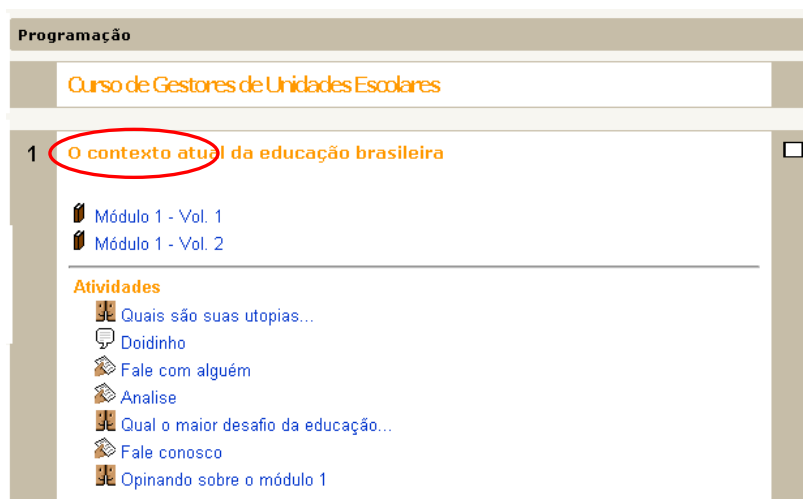 Programação
Curso de Gestores de Unidades Escolares
1 O contexto atual da educação brasileira
Módulo 1 - Vol. 1
Módulo 1 - Vol. 2
Atividades
Quais são suas utopias...
Doidinho
Fale com alguém
Analise
Qual o maior desafio da educação...
Fale conosco
Opinando sobre o módulo 1